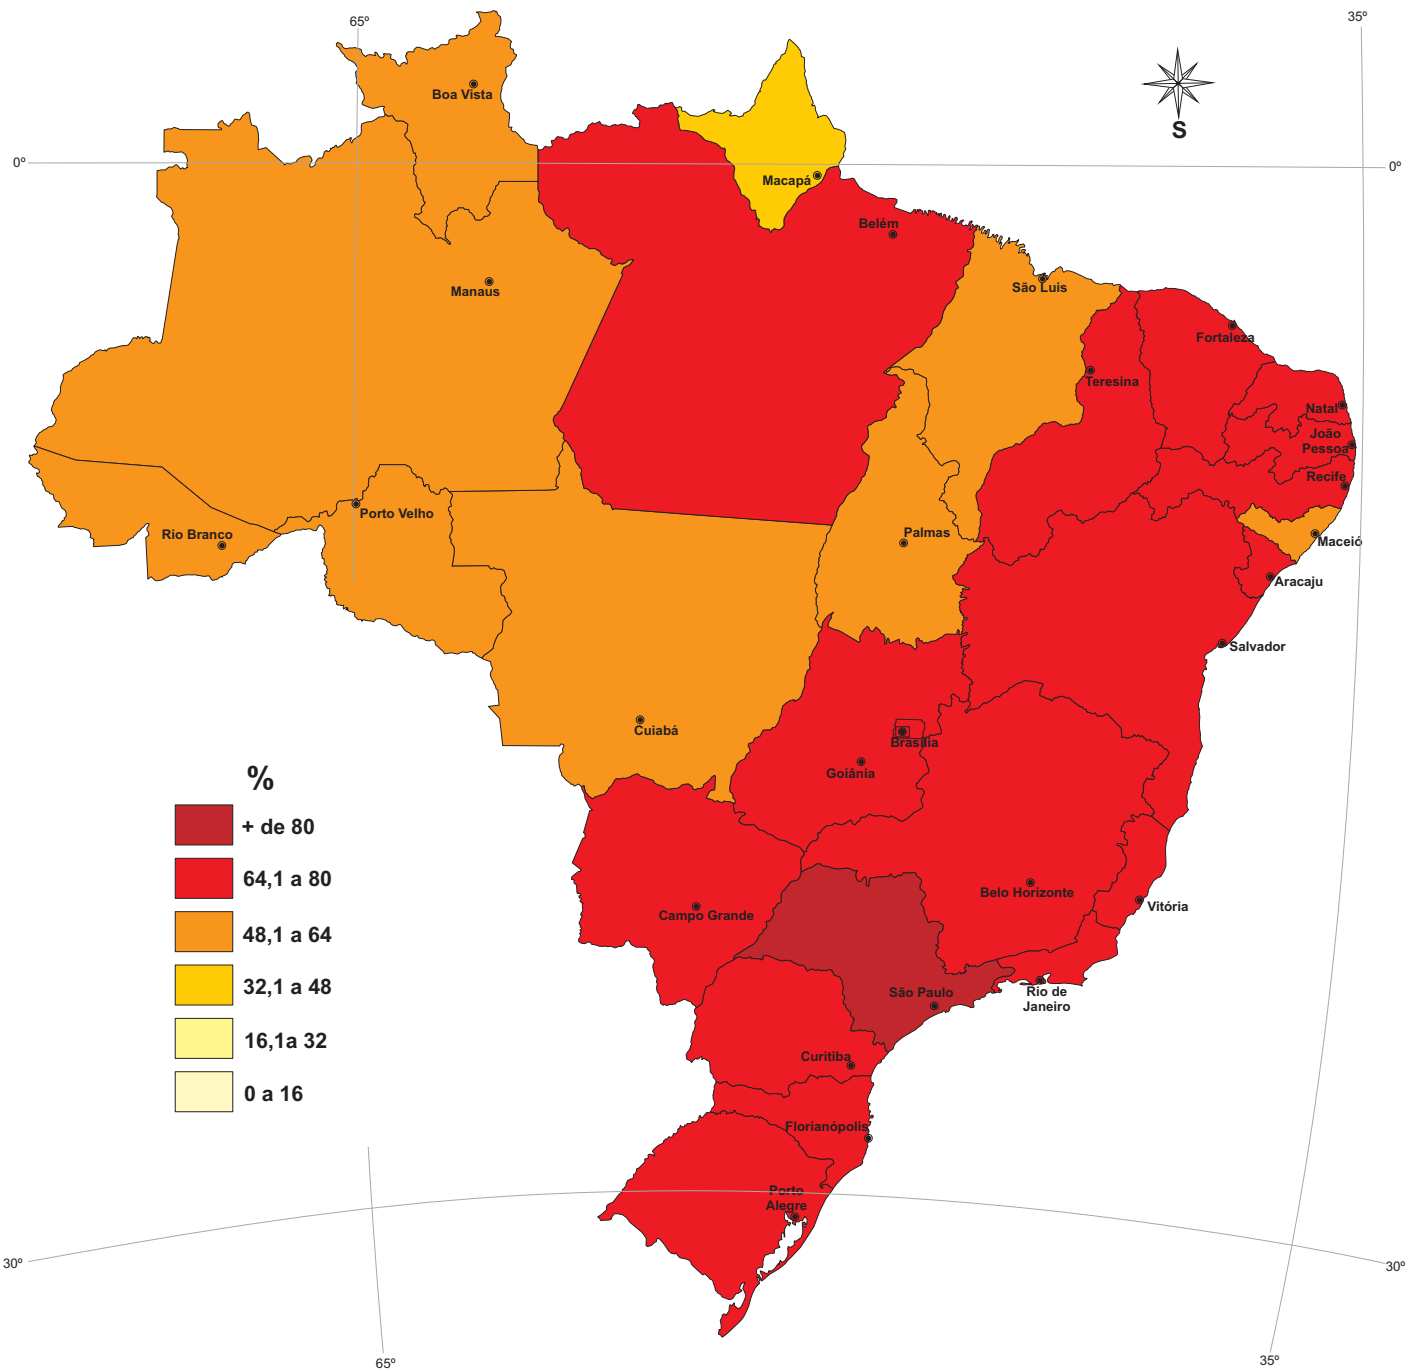 65º
35º
Boa Vista
S
0º
0º
Macapá
Belém
São Luis
Manaus
Fortaleza
Teresina
Natal
João
Pessoa
Recife
Porto Velho
Rio Branco
Palmas
Maceió
Aracaju
Salvador
Cuiabá
Brasília
Goiânia
%
+ de 80
64,1 a 80
48,1 a 64
32,1 a 48
16,1a 32
0 a 16
Belo Horizonte
Vitória
Campo Grande
São Paulo
Rio de
Janeiro
Curitiba
Florianópolis
Porto
Alegre
30º
30º
65º
35º